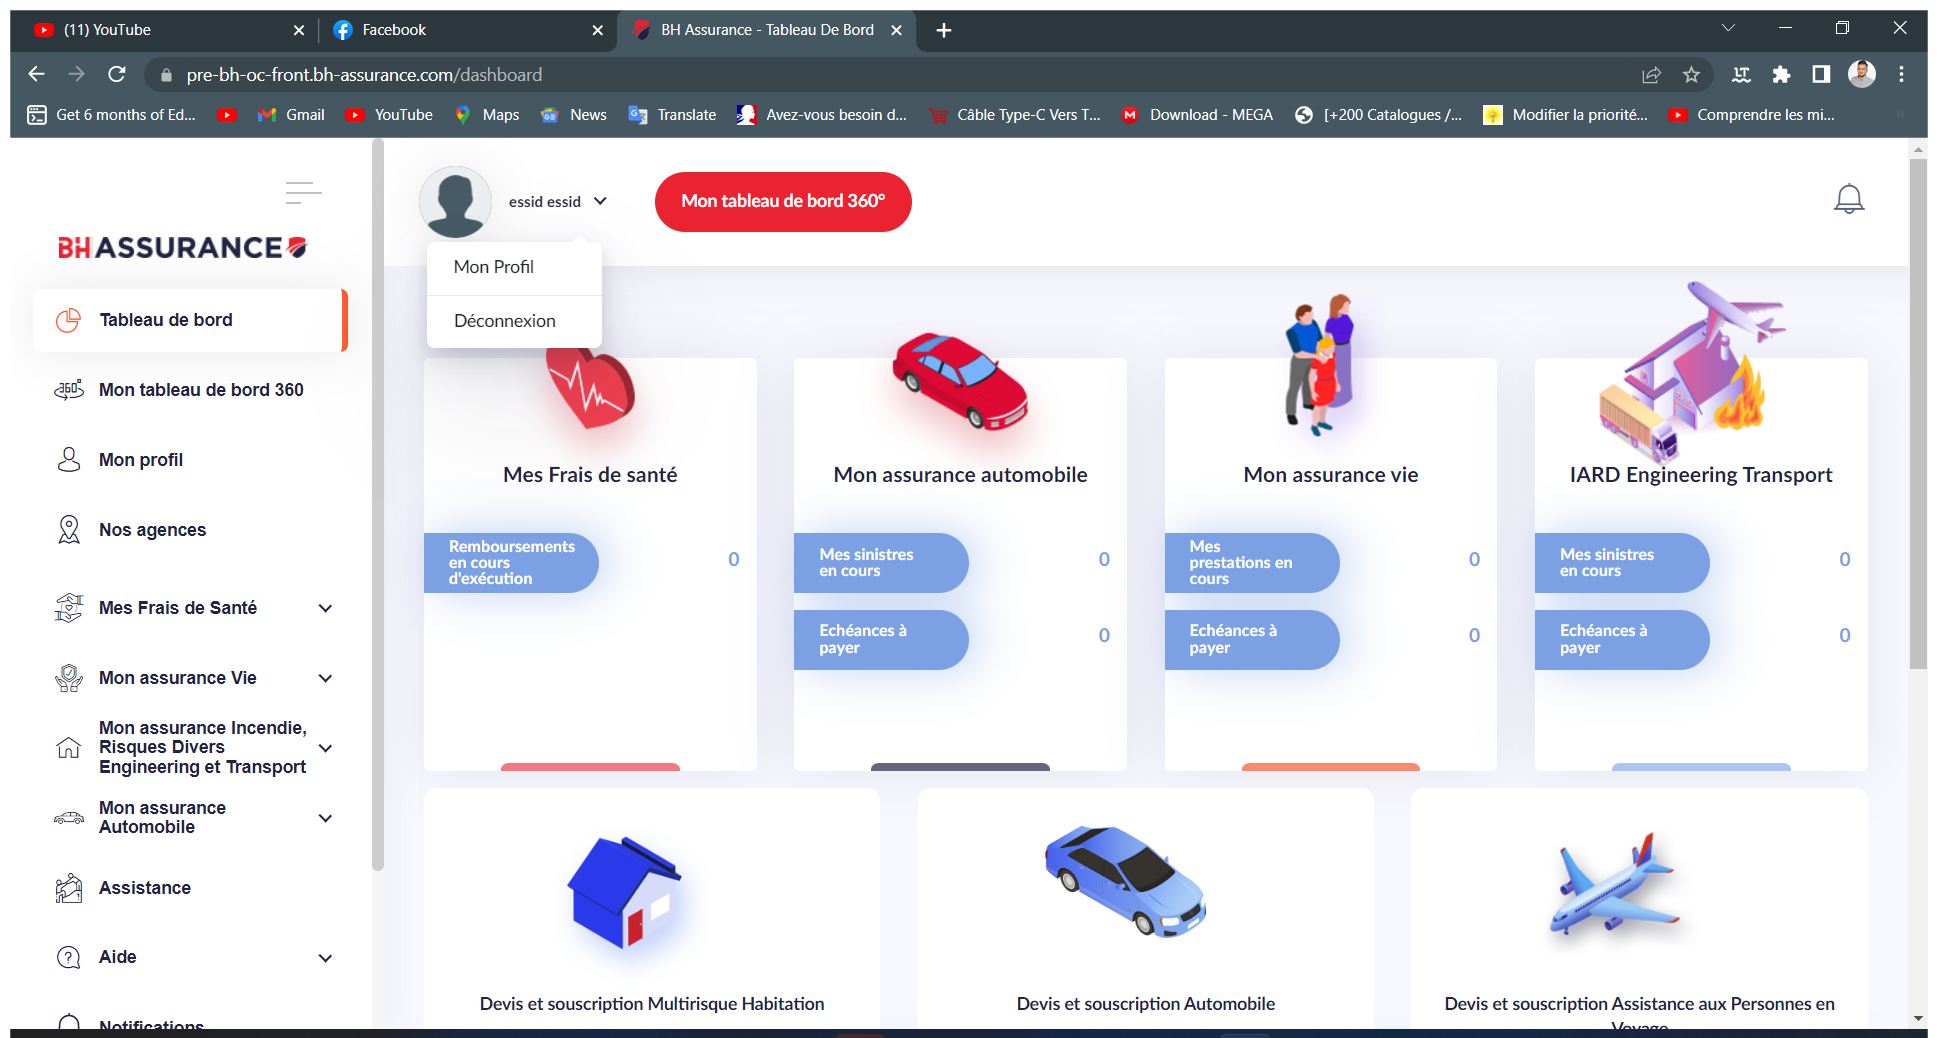 (11) YouTube
Facebook
BH Assurance - Tableau De Bord
pre-bh-oc-front.bh-assurance.com/dashboard
Get 6 months of Ed...
Gmail
YouTube
Maps
News
Translate
Avez-vous besoin d...
Câble Type-C Vers T...
Download - MEGA
[+200 Catalogues /...
Modifier la priorité...
Comprendre les mi...
BH ASSURANCE
Tableau de bord
360°
Mon tableau de bord 360
Mon profil
Nos agences
Mes Frais de Santé
Mon assurance Vie
Mon assurance Incendie,
Risques Divers
Engineering et Transport
Mon assurance
Automobile
Assistance
Aide
Notifications
essid essid
Mon tableau de bord 360°
Mon Profil
Déconnexion
Mes Frais de santé
Remboursements
en cours
d'exécution
0
Mon assurance automobile
Mes sinistres
en cours
0
Echéances à
payer
0
Mon assurance vie
Mes
prestations en
cours
0
Echéances à
payer
0
IARD Engineering Transport
Mes sinistres
en cours
0
Echéances à
payer
0
Devis et souscription Multirisque Habitation
Devis et souscription Automobile
Devis et souscription Assistance aux Personnes en
Voyage